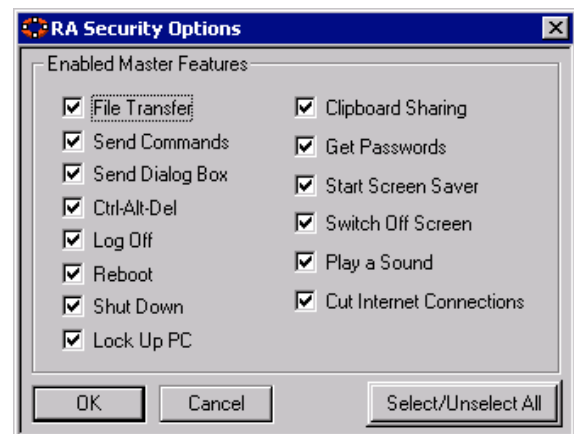 RA Security Options
Enabled Master Features
File Transfer
Send Commands
Send Dialog Box
Ctrl-Alt-Del
Log Off
Reboot
Shut Down
Lock Up PC
Clipboard Sharing
Get Passwords
Start Screen Saver
Switch Off Screen
Play a Sound
Cut Internet Connections
OK
Cancel
Select/Unselect All